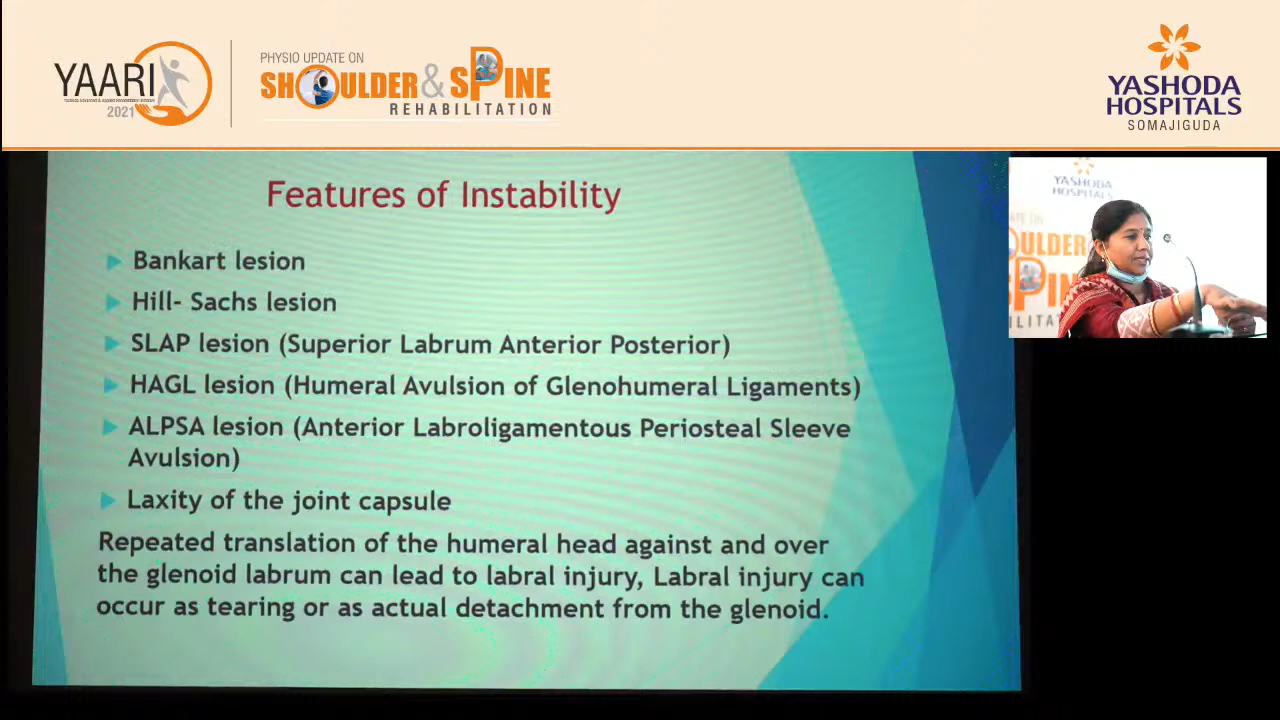 YAARI
2021
PHYSIO UPDATE ON
SHOULDER & SPINE
REHABILITATION
YASHODA
HOSPITALS
SOMAJIGUDA
Features of Instability
Bankart lesion
Hill- Sachs lesion
SLAP lesion (Superior Labrum Anterior Posterior)
HAGL lesion (Humeral Avulsion of Glenohumeral Ligaments)
ALPSA lesion (Anterior Labroligamentous Periosteal Sleeve
Avulsion)
Laxity of the joint capsule
Repeated translation of the humeral head against and over
the glenoid labrum can lead to labral injury, Labral injury can
occur as tearing or as actual detachment from the glenoid.
YASHODA
HOSPITALS